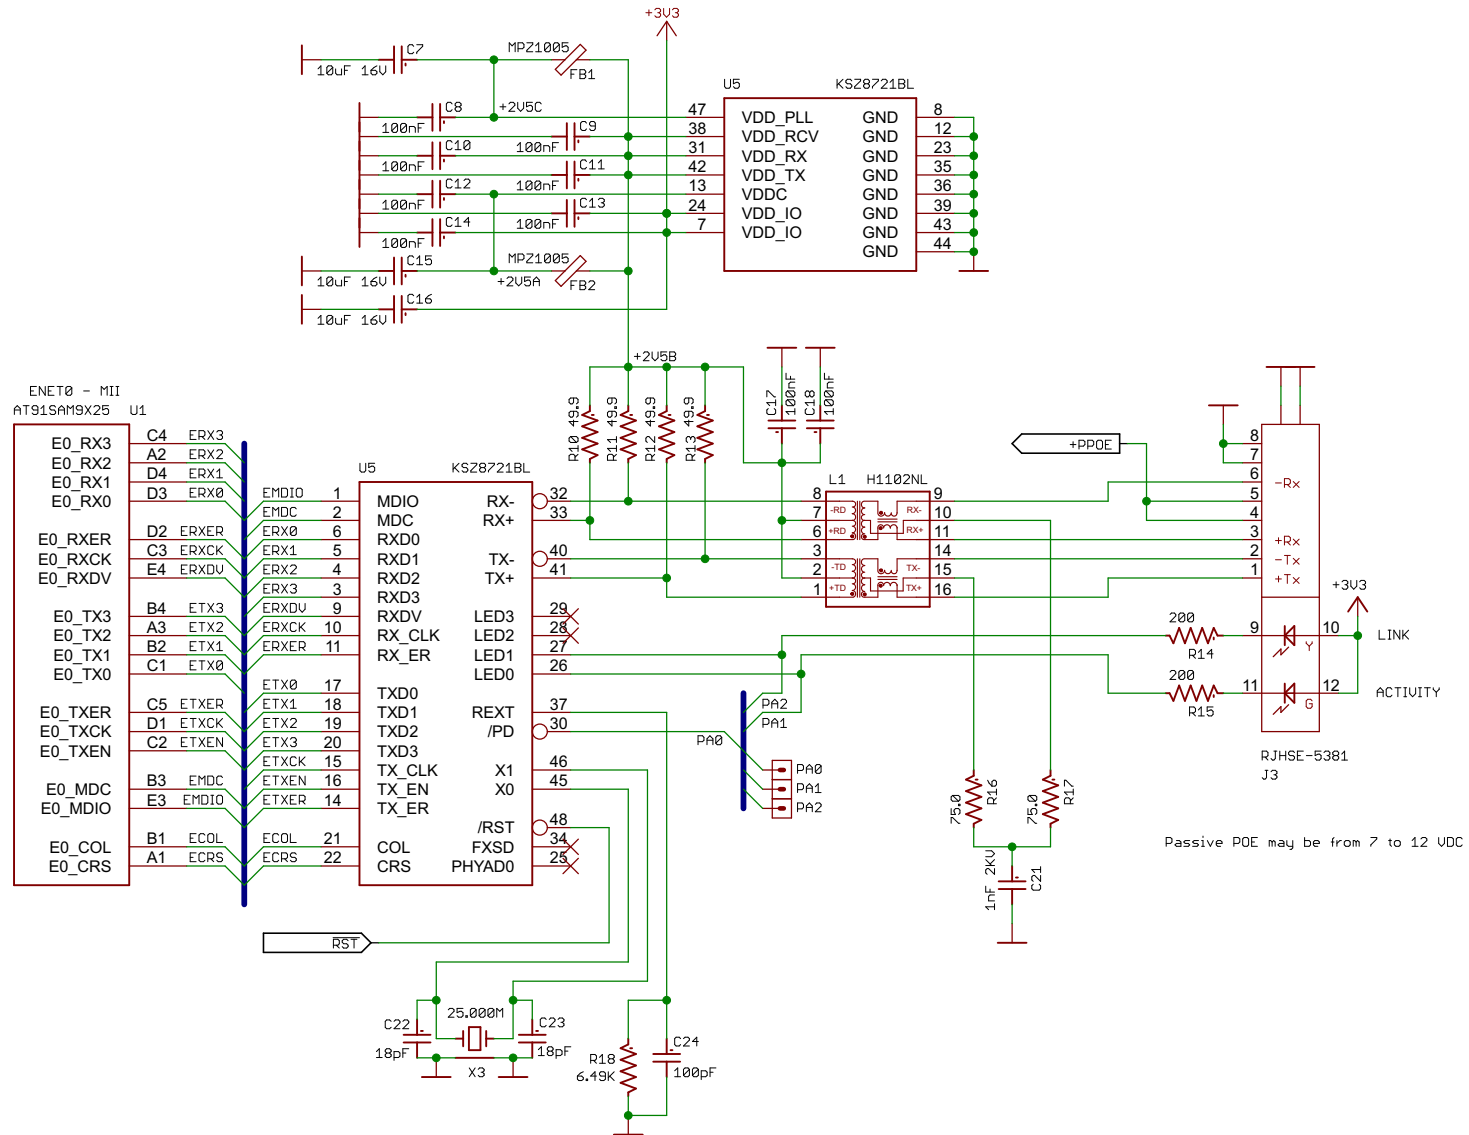 +3V3
C7
MPZ1005
10uF 16V
FB1
U5 KSZ8721BL
C8
+2V5C
47 VDD_PLL GND 8
100nF
C9
38 VDD_RCV GND 12
C10
100nF
31 VDD_RX GND 23
100nF
C11
42 VDD_TX GND 35
C12
100nF
13 VDDC GND 36
100nF
C13
24 VDD_IO GND 39
C14
100nF
7 VDD_IO GND 43
100nF
GND 44
C15
MPZ1005
10uF 16V
+2V5A
FB2
C16
10uF 16V
+2V5B
ENET0 - MII
AT91SAM9X25 U1
E0_RX3 C4 ERX3
E0_RX2 A2 ERX2
E0_RX1 D4 ERX1
E0_RX0 D3 ERX0
E0_RXER D2 ERXER
E0_RXCK C3 ERXCK
E0_RXDV E4 ERXDV
E0_TX3 B4 ETX3
E0_TX2 A3 ETX2
E0_TX1 B2 ETX1
E0_TX0 C1 ETX0
E0_TXER C5 ETXER
E0_TXCK D1 ETXCK
E0_TXEN C2 ETXEN
E0_MDC B3 EMDC
E0_MDIO E3 EMDIO
E0_COL B1 ECOL
E0_CRS A1 ECRS
U5 KSZ8721BL
EMDIO 1 MDIO
EMDC 2 MDC
ERX0 6 RXD0
ERX1 5 RXD1
ERX2 4 RXD2
ERX3 3 RXD3
ERXDV 9 RXDV
ERXCK 10 RX_CLK
ERXER 11 RX_ER
ETX0 17 TXD0
ETX1 18 TXD1
ETX2 19 TXD2
ETX3 20 TXD3
ETXCK 15 TX_CLK
ETXEN 16 TX_EN
ETXER 14 TX_ER
ECOL 21 COL
ECRS 22 CRS
RX- 32
RX+ 33
TX- 40
TX+ 41
LED3 29
LED2 28
LED1 27
LED0 26
REXT 37
/PD 30
X1 46
X0 45
/RST 48
FXSD 34
PHYAD0 25
R10 49.9
R11 49.9
R12 49.9
R13 49.9
C17
100nF
C18
100nF
L1 H1102NL
8 -RD RX- 9
7 10
6 +RD RX+ 11
3 -TD TX- 14
2 15
1 +TD TX+ 16
+PPOE
8
7
6 -Rx
5
4
3 +Rx
2 -Tx
1 +Tx
+3V3
200
R14
9 10
Y
LINK
200
R15
11 12
G
ACTIVITY
RJHSE-5381
J3
PA2
PA1
PA0
PA0
PA1
PA2
75.0
R16
75.0
R17
1nF 2KV
C21
Passive POE may be from 7 to 12 VDC
RST
25.000M
C22
18pF
C23
18pF
X3
R18
6.49K
C24
100pF